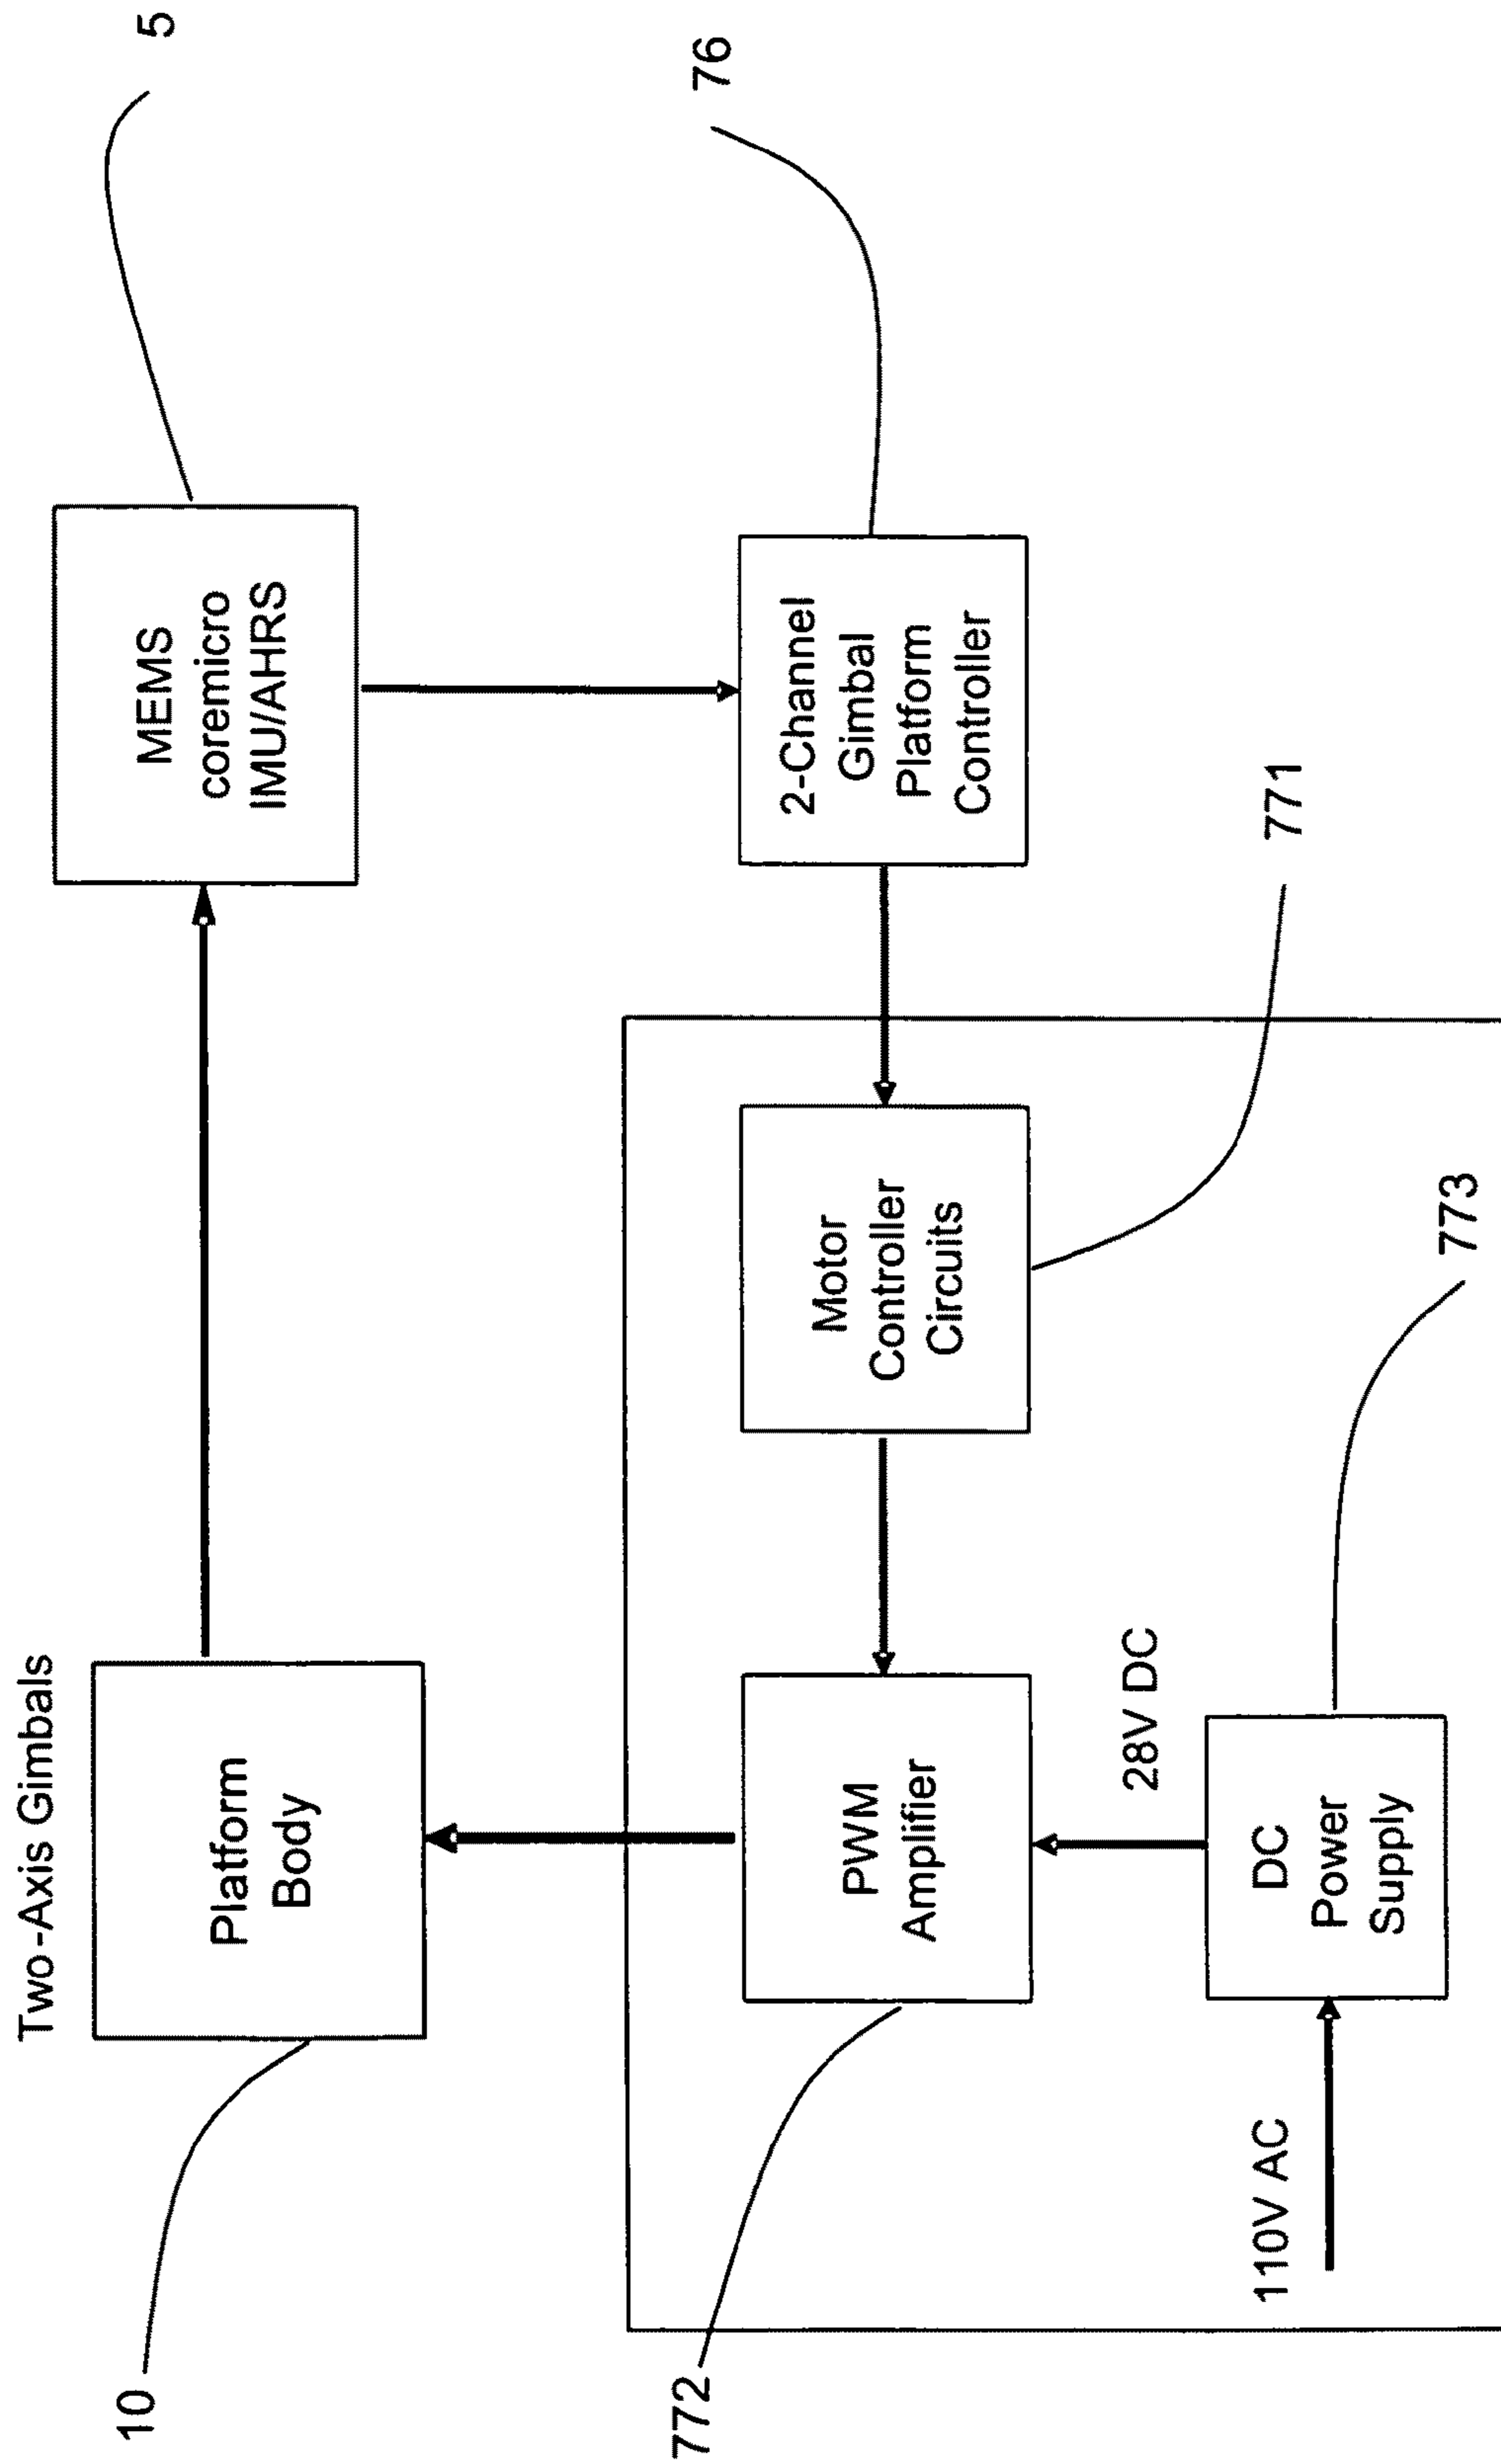 Two-Axis Gimbals
10
Platform
Body
MEMS
coremicro
IMU/AHRS
5
772
PWM
Amplifier
Motor
Controller
Circuits
2-Channel
Gimbal
Platform
Controller
76
28V DC
771
110V AC
DC
Power
Supply
773